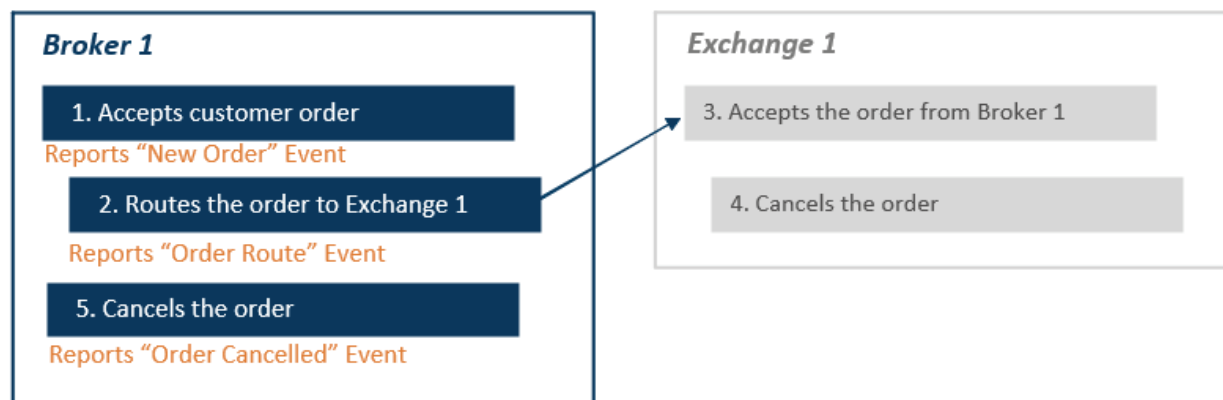 Broker 1
1. Accepts customer order
Reports “New Order” Event
2. Routes the order to Exchange 1
Reports “Order Route” Event
5. Cancels the order
Reports “Order Cancelled” Event
Exchange 1
3. Accepts the order from Broker 1
4. Cancels the order